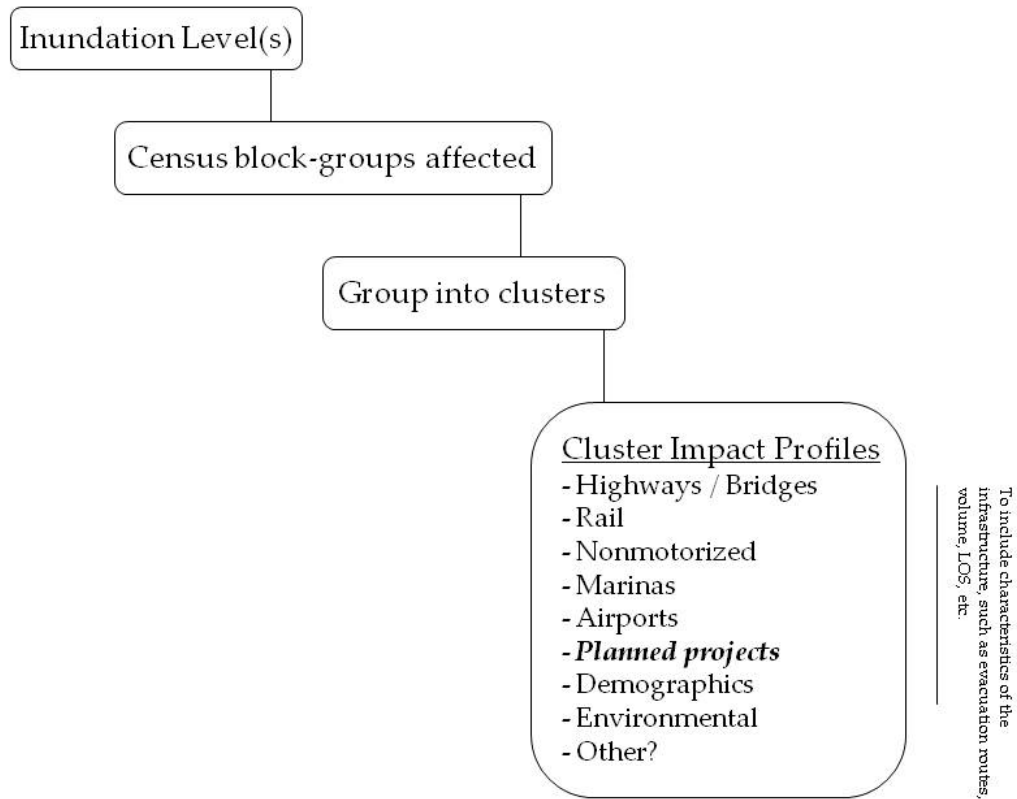 Inundation Level(s)
Census block-groups affected
Group into clusters
Cluster Impact Profiles
- Highways / Bridges
- Rail
- Nonmotorized
- Marinas
- Airports
- Planned projects
- Demographics
- Environmental
- Other?
To include characteristics of the
infrastructure, such as evacuation routes,
volume, LOS, etc.